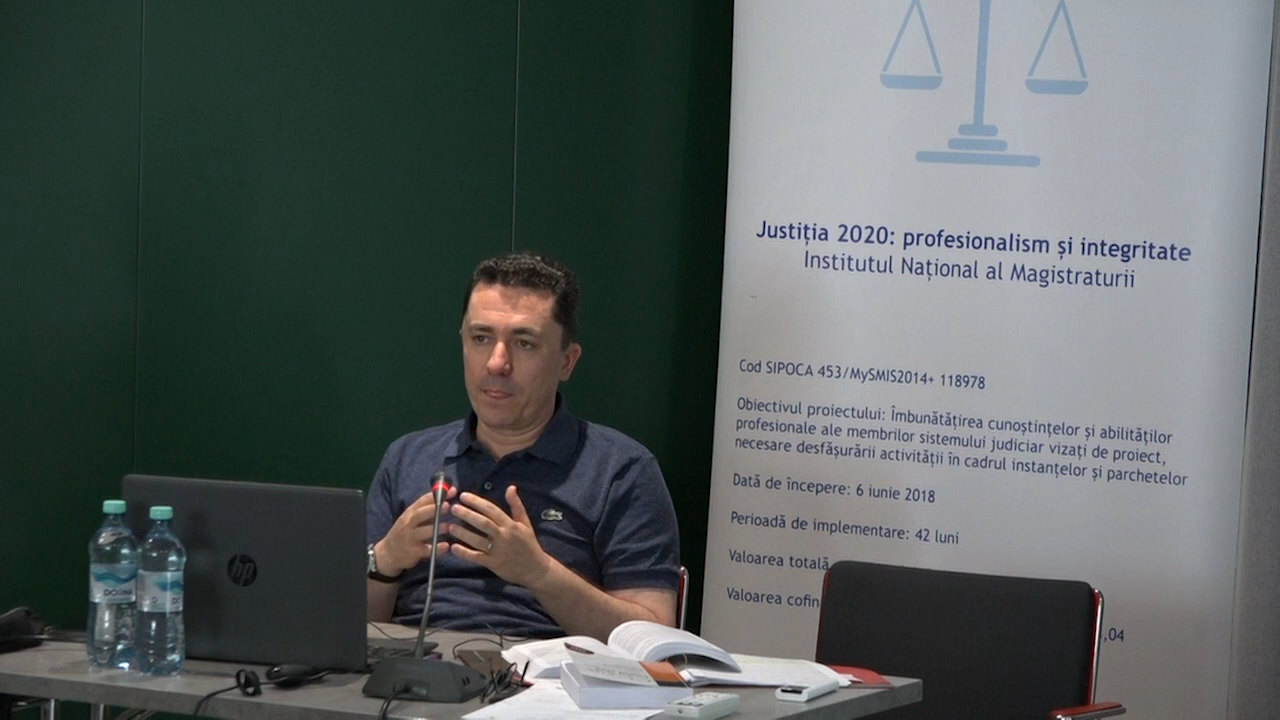 Justiția 2020: profesionalism și integritate
Institutul Național al Magistraturii
Cod SIPOCA 453/MySMIS2014+ 118978
Obiectivul proiectului: Îmbunătățirea cunoștințelor și abilităților
profesionale ale membrilor sistemului judiciar vizați de proiect,
necesare desfășurării activității în cadrul instanțelor și parchetelor
Dată de începere: 6 iunie 2018
Perioadă de implementare: 42 luni
Valoarea totală
Valoarea cofin
,04
hp
DORNA